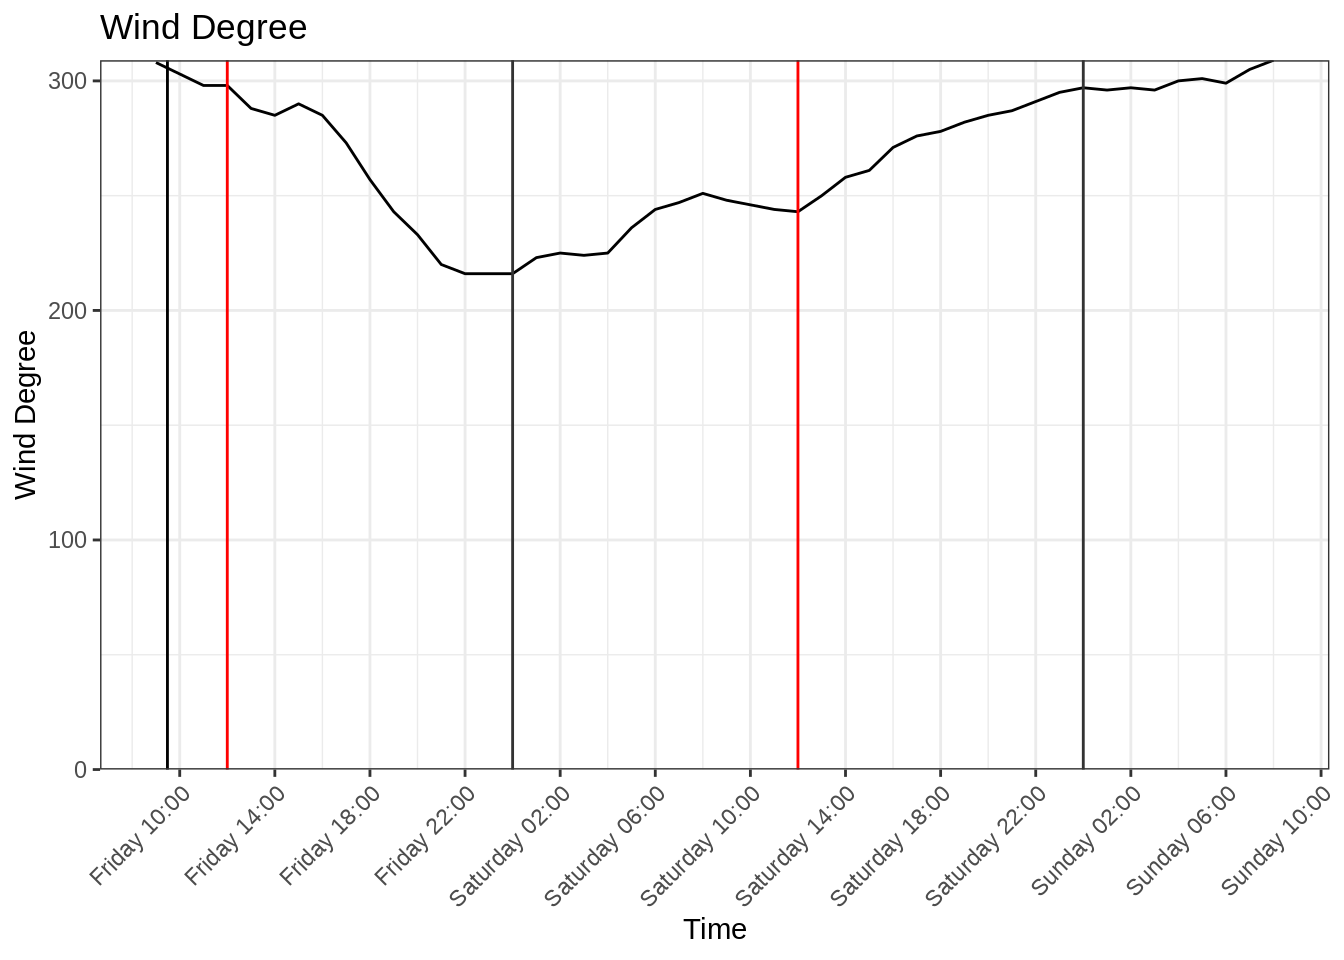 Wind Degree
Wind Degree
300
200
100
0
Friday 10:00
Friday 14:00
Friday 18:00
Friday 22:00
Saturday 02:00
Saturday 06:00
Saturday 10:00
Saturday 14:00
Saturday 18:00
Saturday 22:00
Sunday 02:00
Sunday 06:00
Sunday 10:00
Time